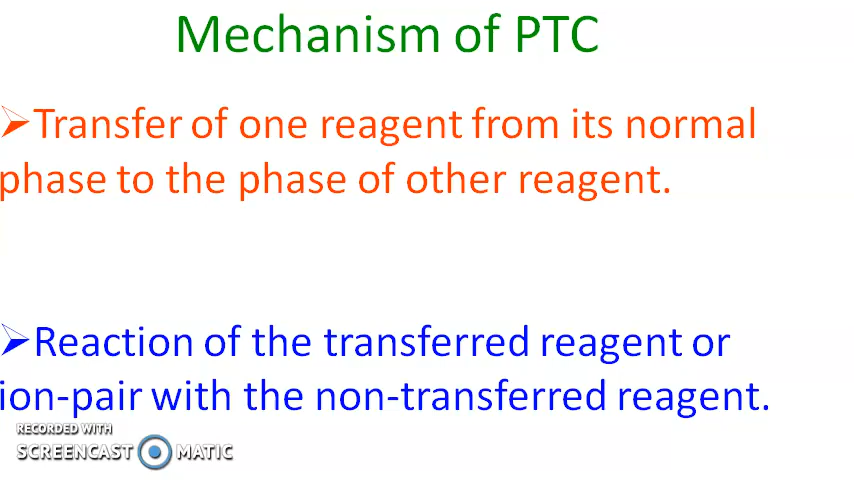 Mechanism of PTC
➢Transfer of one reagent from its normal
phase to the phase of other reagent.
➢Reaction of the transferred reagent or
ion-pair with the non-transferred reagent.
RECORDED WITH
SCREENCAST MATIC